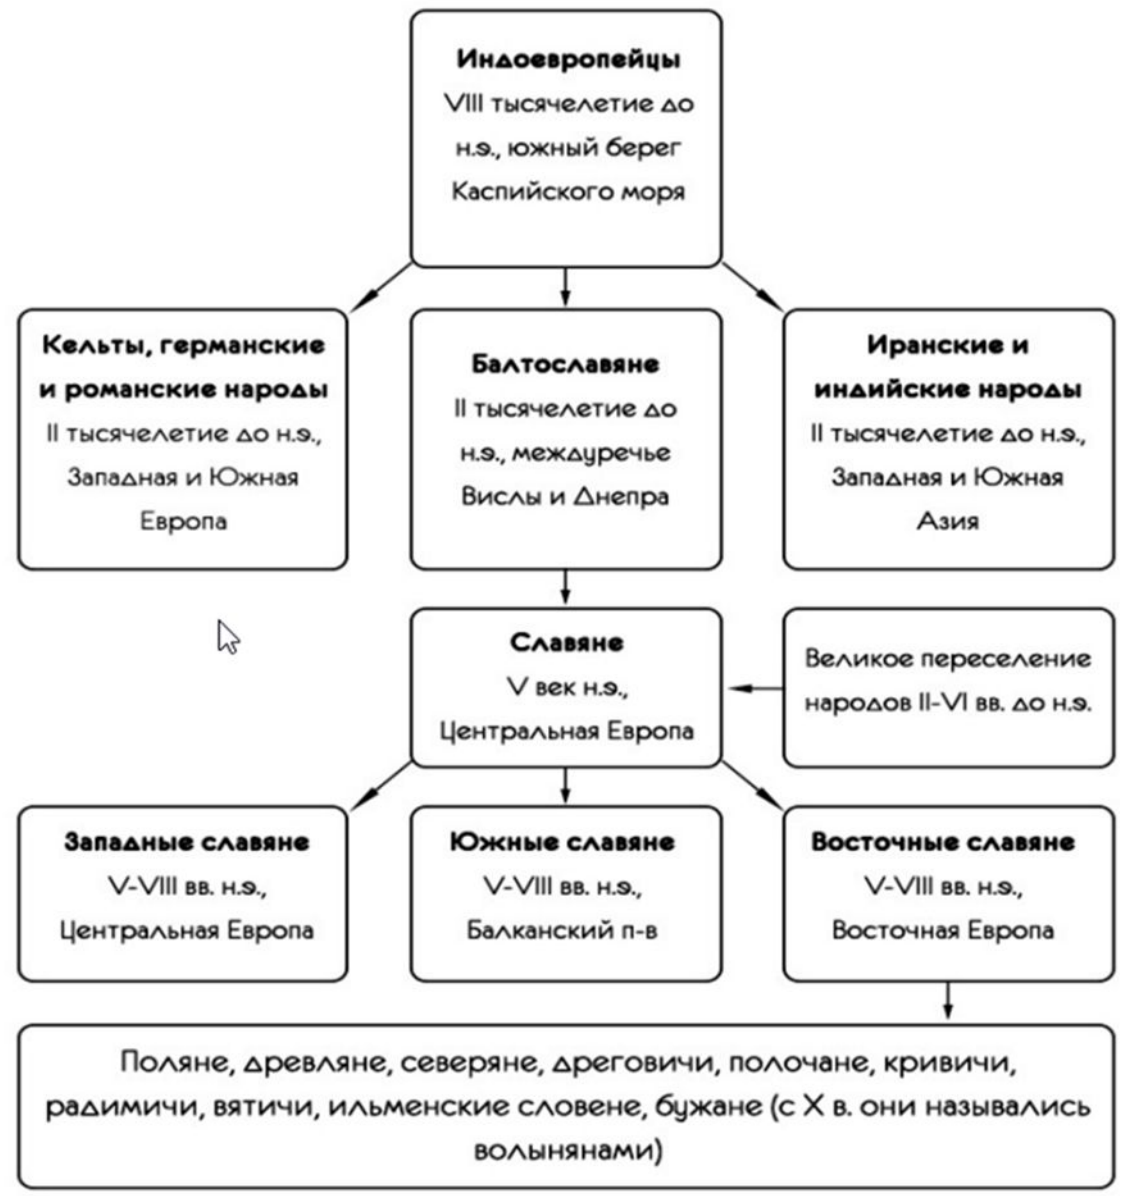 Индоевропейцы
VIII тысячелетие до
н.э., южный берег
Каспийского моря
Кельты, германские
и романские народы
II тысячелетие до н.э.,
Западная и Южная
Европа
Балтославяне
II тысячелетие до
н.э., междуречье
Вислы и Днепра
Иранские и
индийские народы
II тысячелетие до н.э.,
Западная и Южная
Азия
Славяне
V век н.э.,
Центральная Европа
Великое переселение
народов II-VI вв. до н.э.
Западные славяне
V-VIII вв. н.э.,
Центральная Европа
Южные славяне
V-VIII вв. н.э.,
Балканский п-в
Восточные славяне
V-VIII вв. н.э.,
Восточная Европа
Поляне, древляне, северяне, дреговичи, полочане, кривичи,
радимичи, вятичи, ильменские словене, бужане (с X в. они назывались
волынянами)